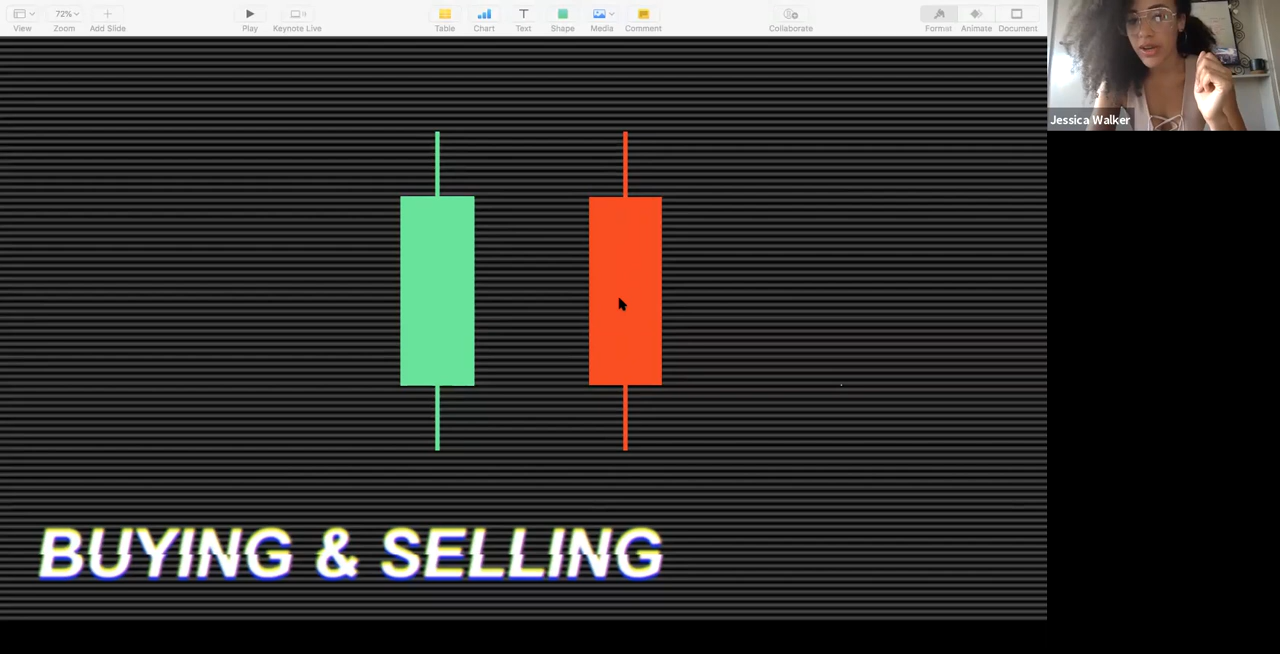 View
72%
Zoom
Add Slide
Play
Keynote Live
Table
Chart
Text
Shape
Media
Comment
Collaborate
Format
Animate
Document
Jessica Walker
BUYING & SELLING